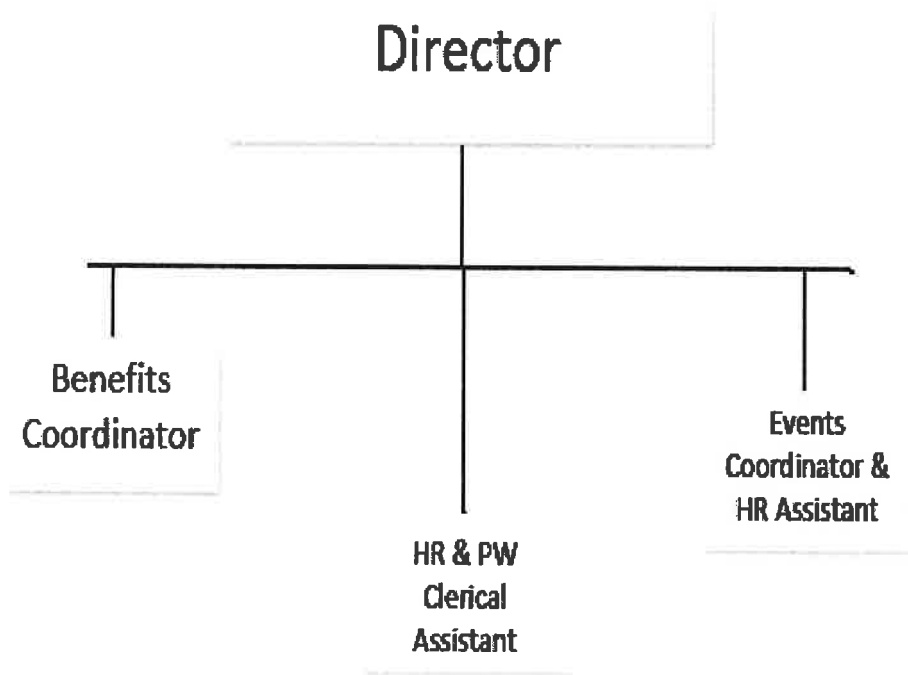 Director
Benefits
Coordinator
Events
Coordinator &
HR Assistant
HR & PW
Clerical
Assistant